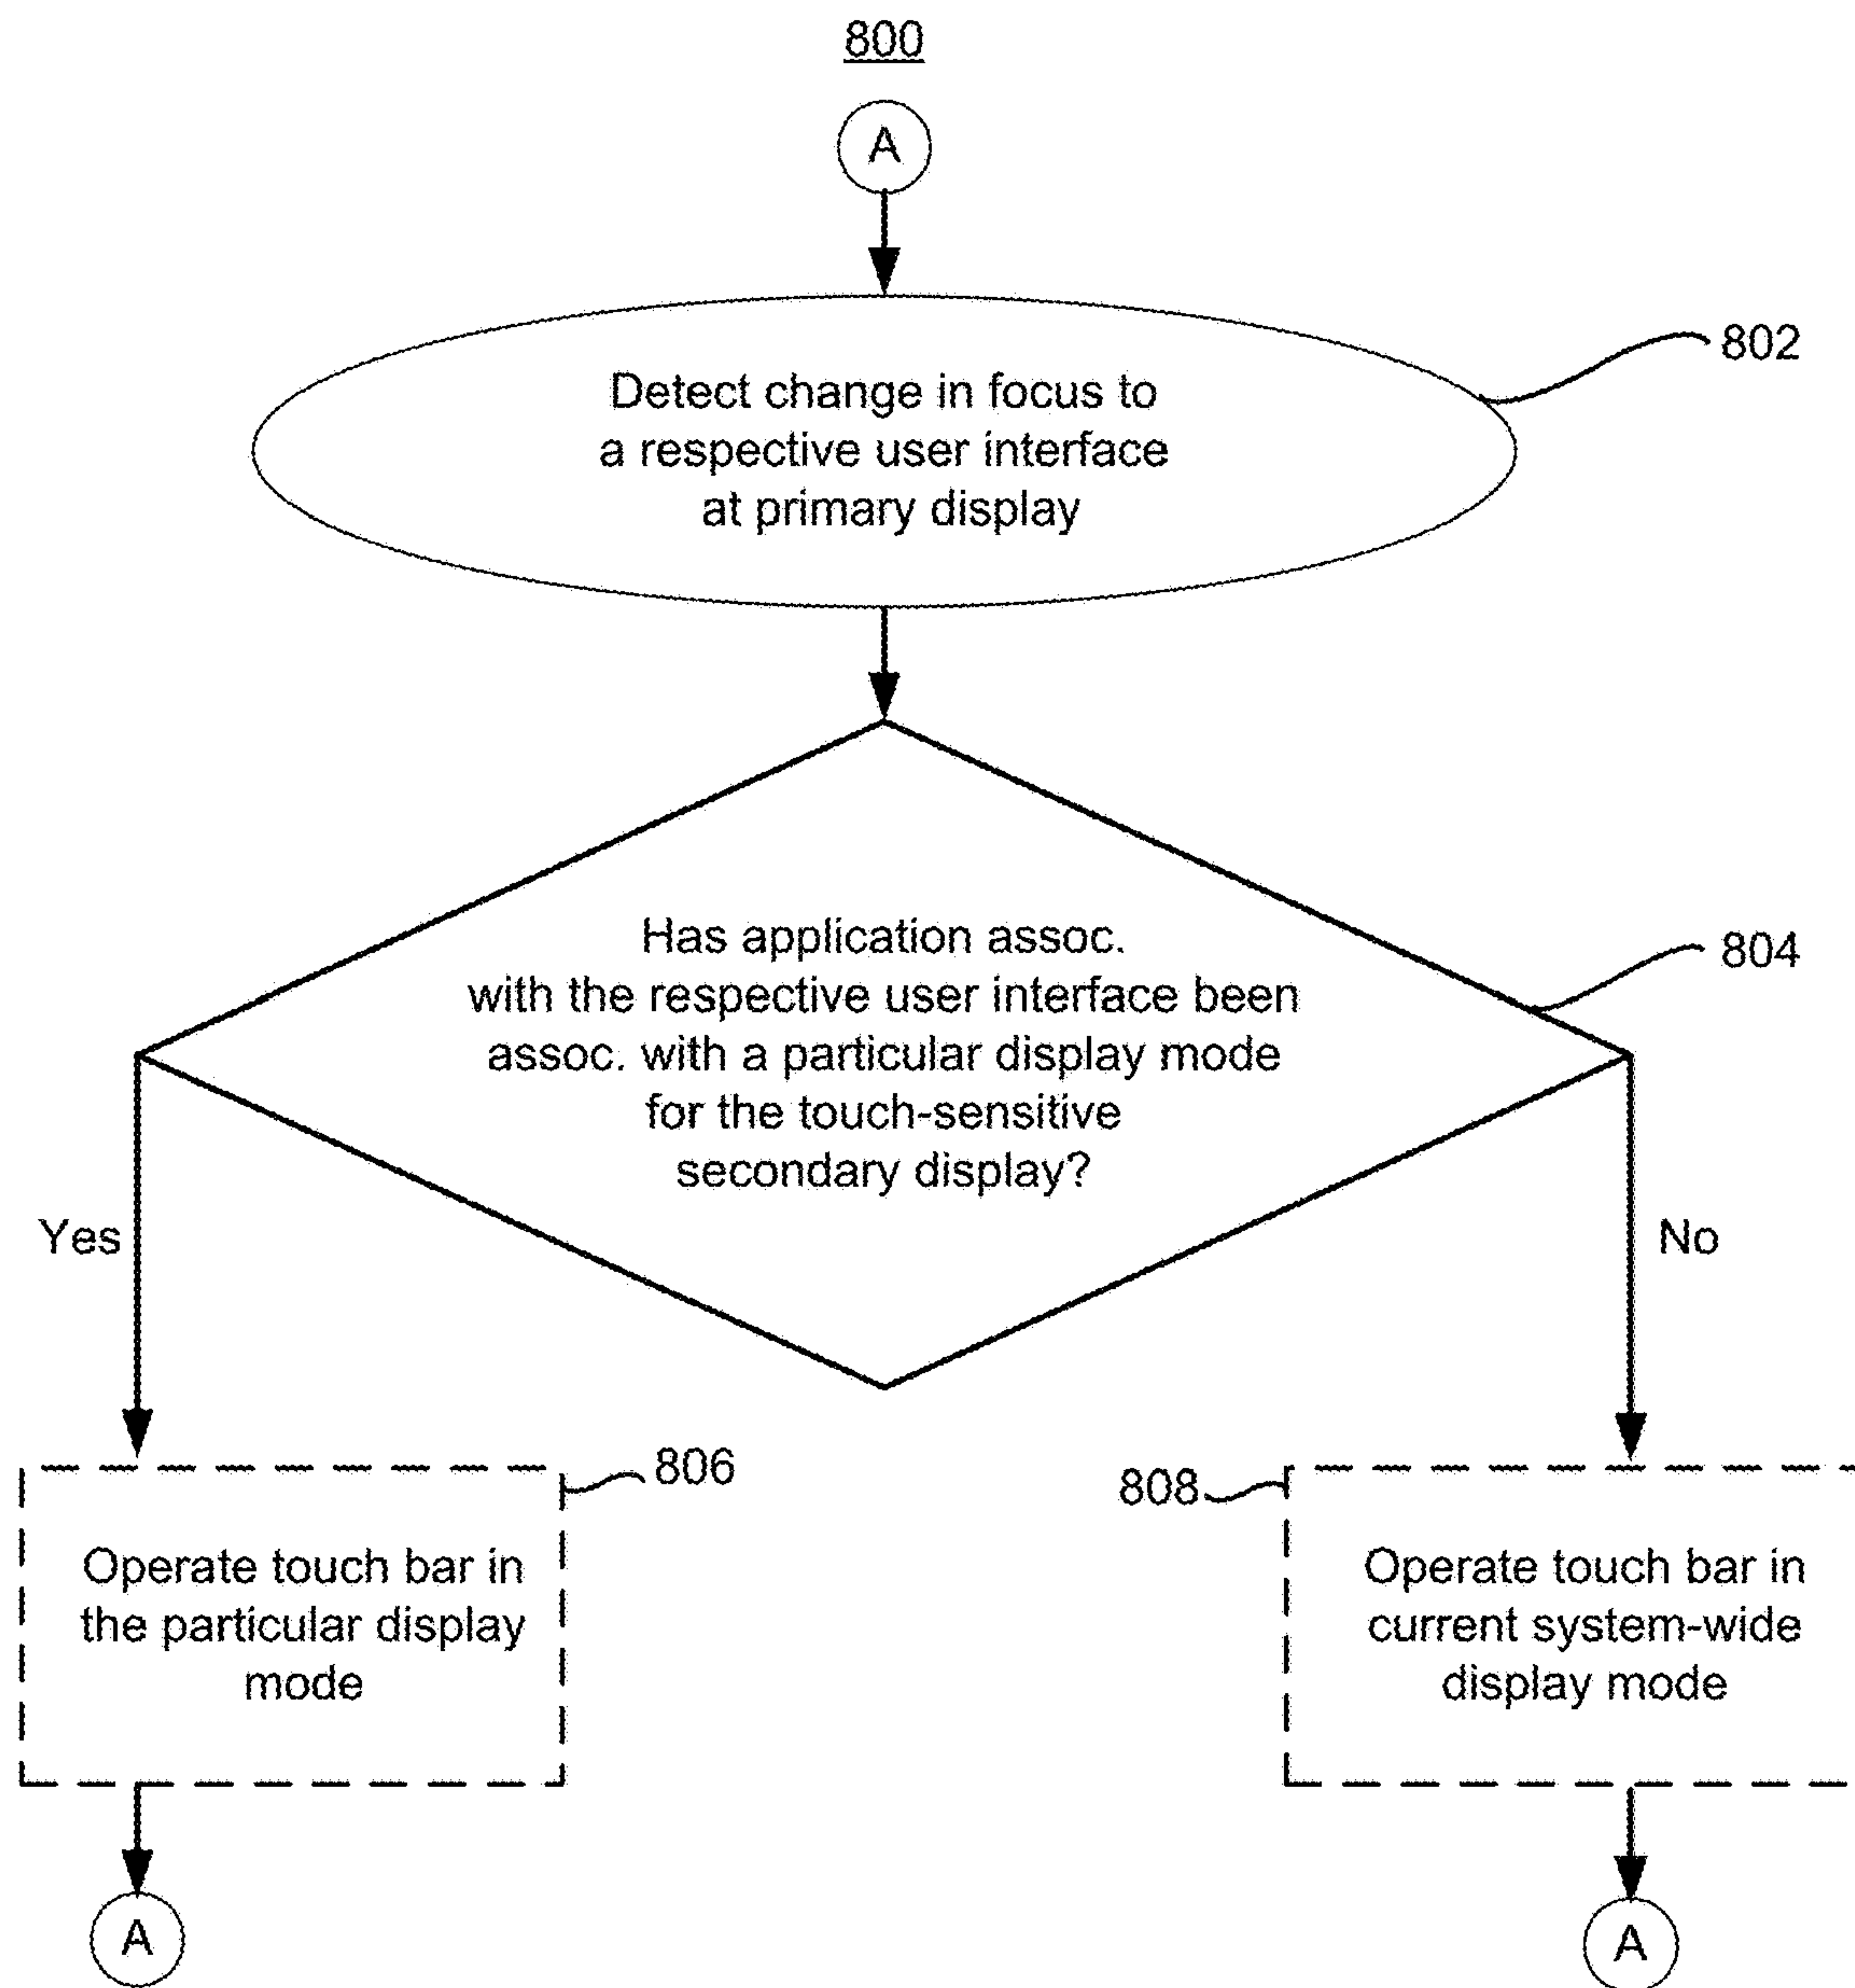 800
A
Detect change in focus to
a respective user interface
at primary display
802
Has application assoc.
with the respective user interface been
assoc. with a particular display mode
for the touch-sensitive
secondary display?
804
Yes
No
806
808
Operate touch bar in
the particular display
mode
Operate touch bar in
current system-wide
display mode
A
A